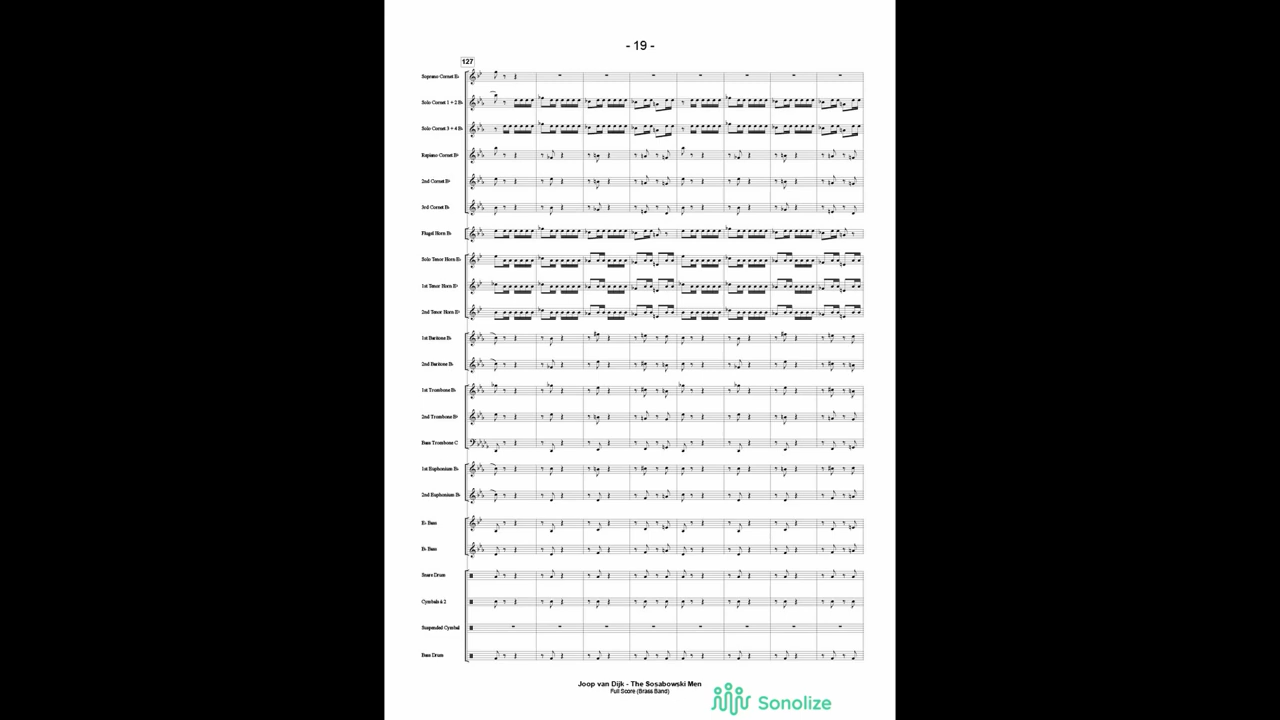 - 19 -
127
Soprano Cornet E♭
Solo Cornet 1 + 2 B♭
Solo Cornet 3 + 4 B♭
Repiano Cornet B♭
2nd Cornet B♭
3rd Cornet B♭
Flugel Horn B♭
Solo Tenor Horn E♭
1st Tenor Horn E♭
2nd Tenor Horn E♭
1st Baritone B♭
2nd Baritone B♭
1st Trombone B♭
2nd Trombone B♭
Bass Trombone C
1st Euphonium B♭
2nd Euphonium B♭
E♭ Bass
B♭ Bass
Snare Drum
Cymbals à 2
Suspended Cymbal
Bass Drum
Joop van Dijk - The Sosabowski Men
Full Score (Brass Band)
Sonolize